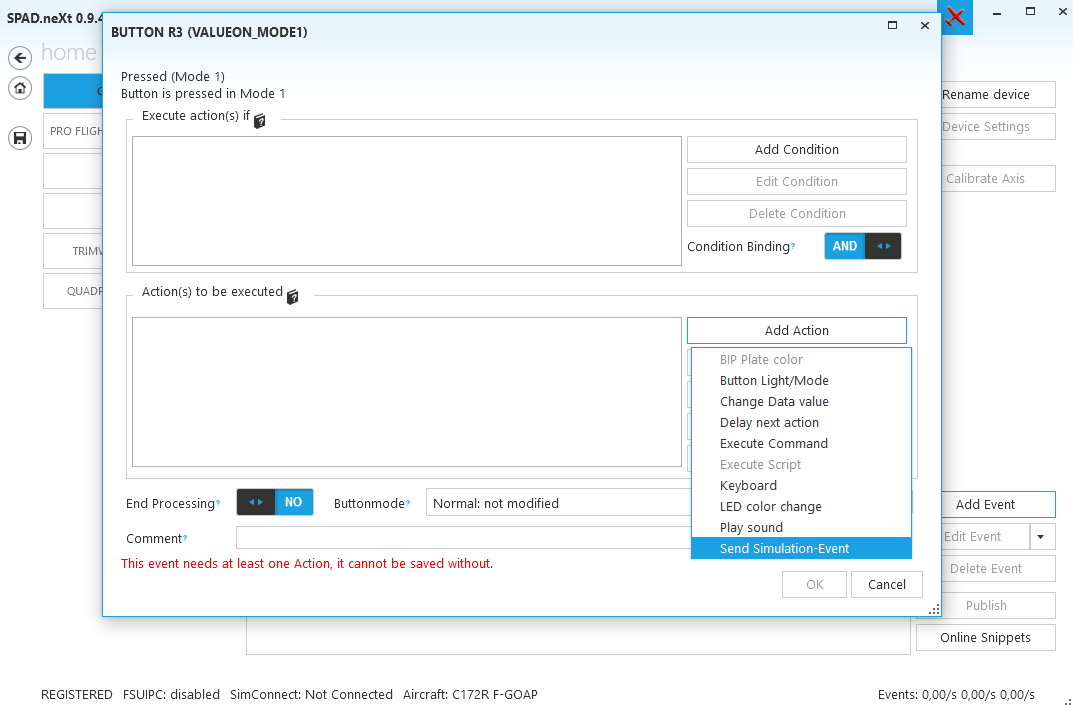 SPAD.neXt 0.9.4
BUTTON R3 (VALUEON_MODE1)
home
Pressed (Mode 1)
Button is pressed in Mode 1
Execute action(s) if
Add Condition
Edit Condition
Delete Condition
Condition Binding?
AND
Action(s) to be executed
Add Action
BIP Plate color
Button Light/Mode
Change Data value
Delay next action
Execute Command
Execute Script
Keyboard
LED color change
Play sound
Send Simulation-Event
End Processing?
NO
Buttonmode?
Normal: not modified
Comment?
This event needs at least one Action, it cannot be saved without.
OK
Cancel
PRO FLIGH
TRIMW
QUADR
Rename device
Device Settings
Calibrate Axis
Add Event
Edit Event
Delete Event
Publish
Online Snippets
REGISTERED FSUIPC: disabled SimConnect: Not Connected Aircraft: C172R F-GOAP
Events: 0,00/s 0,00/s 0,00/s